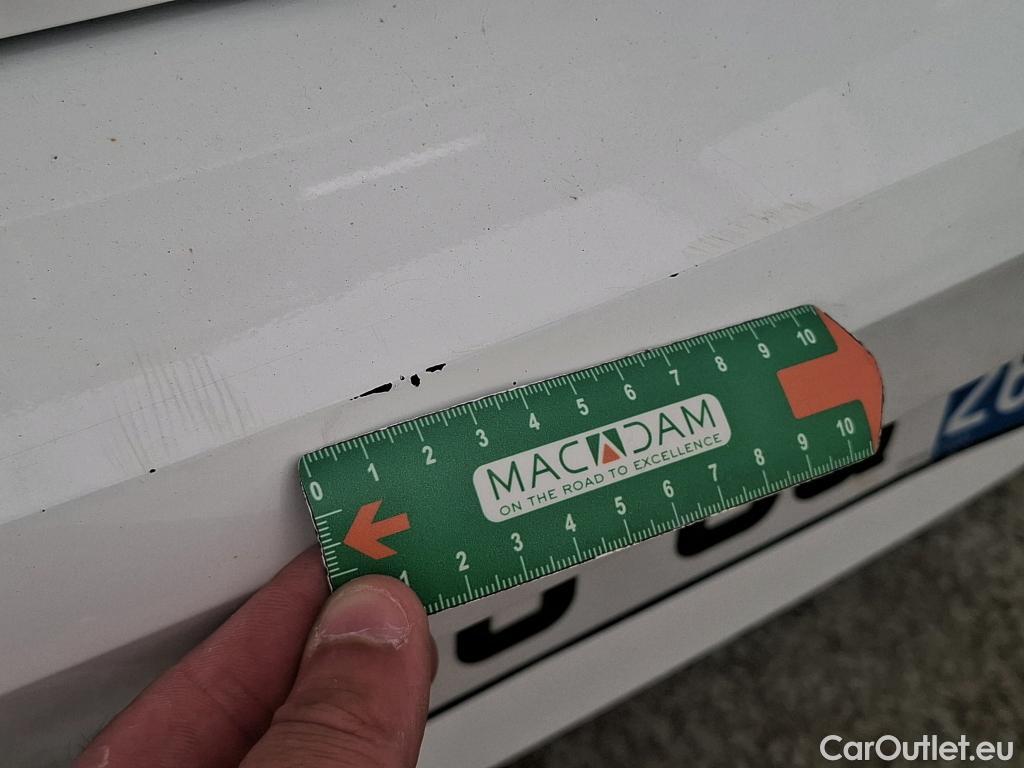 0 1 2 3 4 5 6 7 8 9 10
MACADAM
ON THE ROAD TO EXCELLENCE
1 2 3 4 5 6 7 8 9 10
CarOutlet.eu